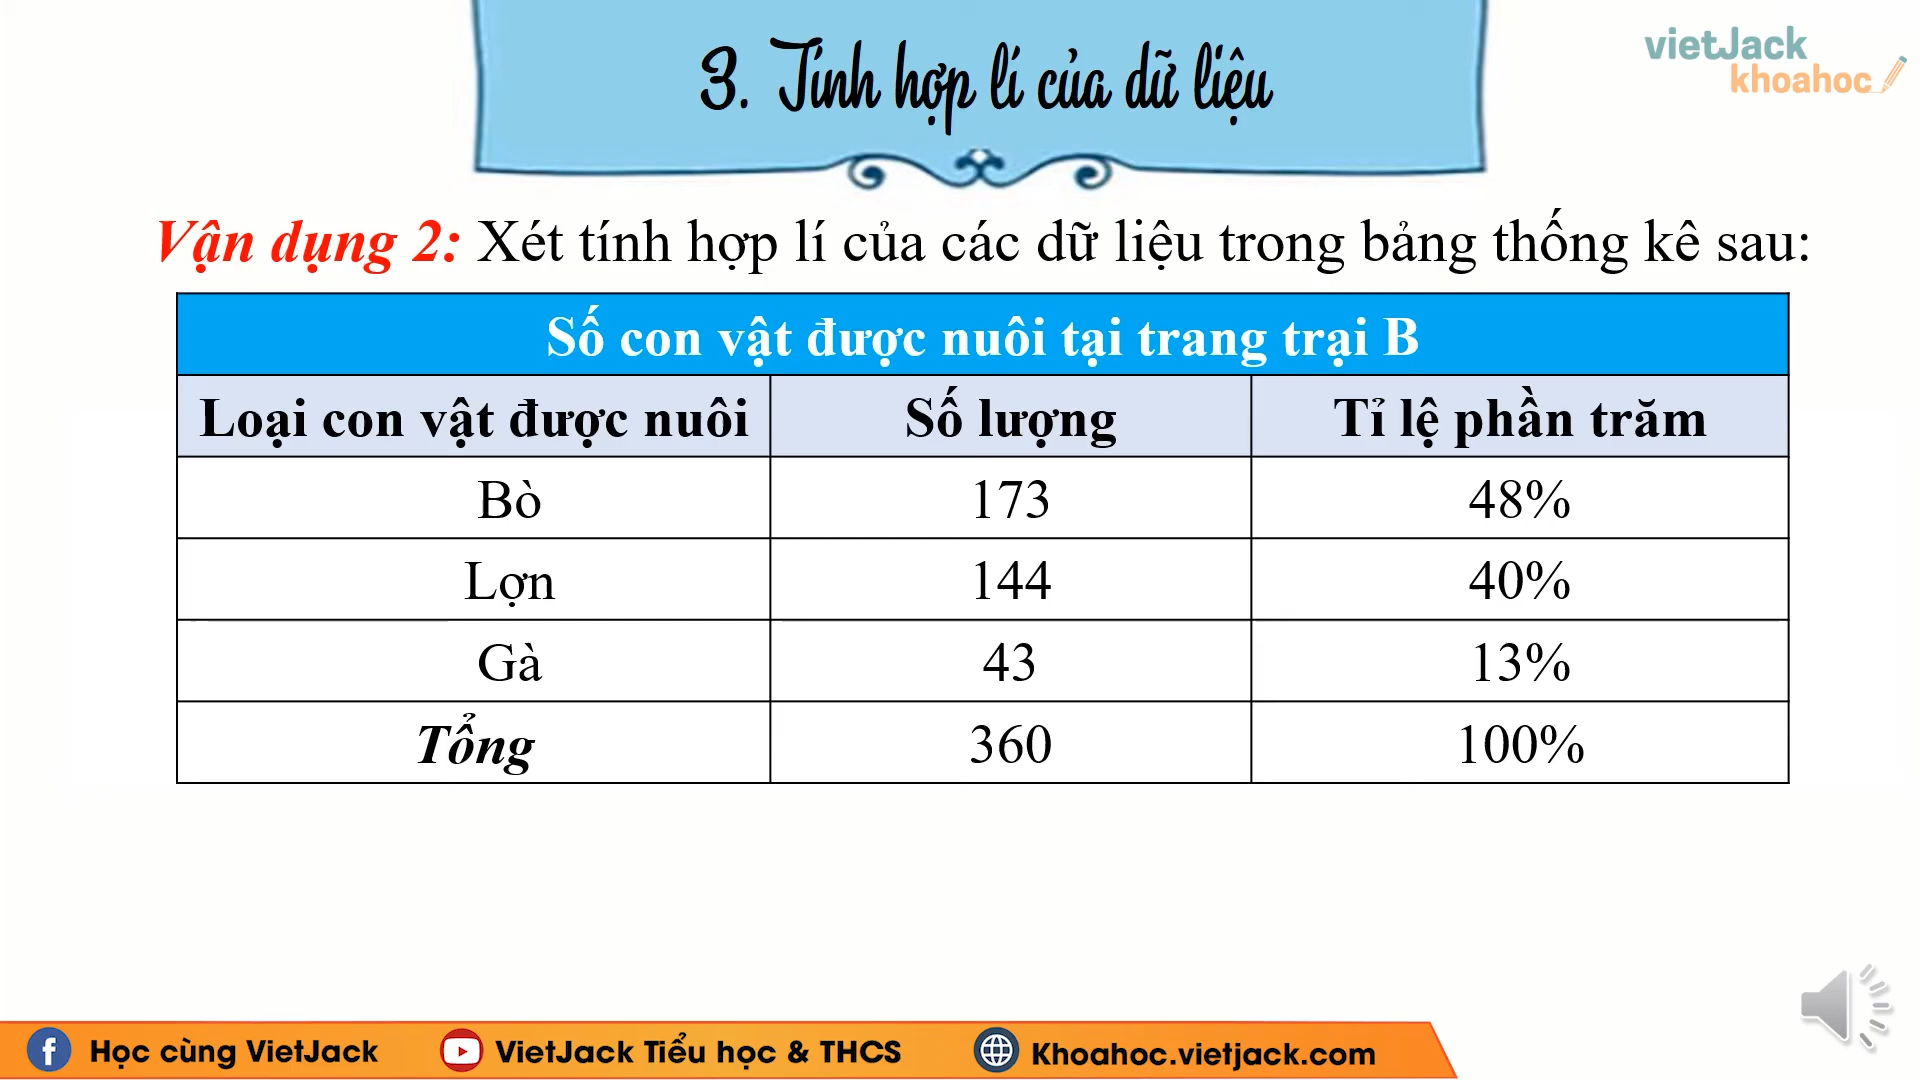 3. Tính hợp lí của dữ liệu
vietJack
khoahoc
Vận dụng 2: Xét tính hợp lí của các dữ liệu trong bảng thống kê sau:
Số con vật được nuôi tại trang trại B
Loại con vật được nuôi Số lượng Tỉ lệ phần trăm
Bò 173 48%
Lợn 144 40%
Gà 43 13%
Tổng 360 100%
Học cùng VietJack VietJack Tiểu học & THCS Khoahoc.vietjack.com